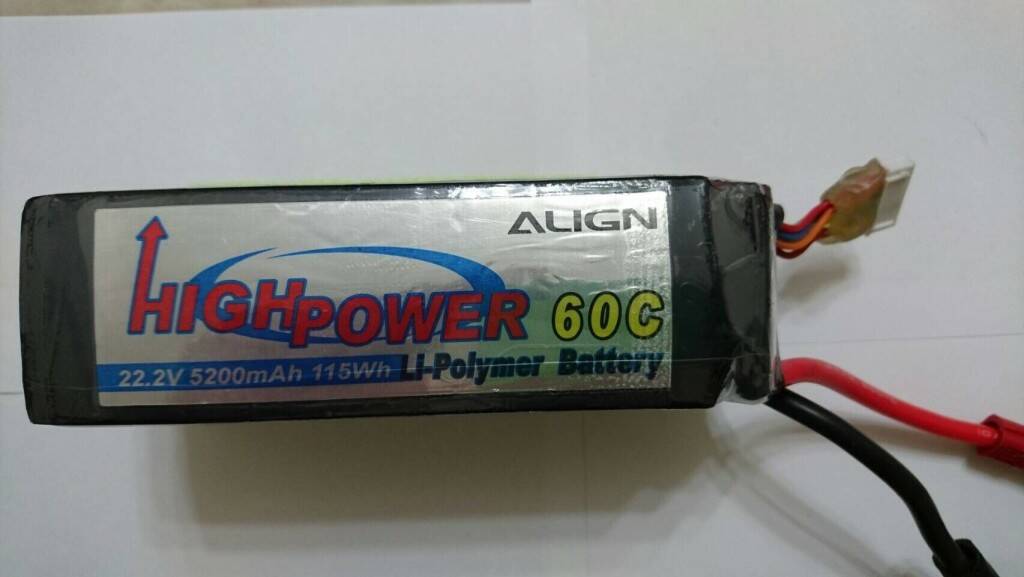 ALIGN
HIGHPOWER 60C
22.2V 5200mAh 115Wh Li-Polymer Battery